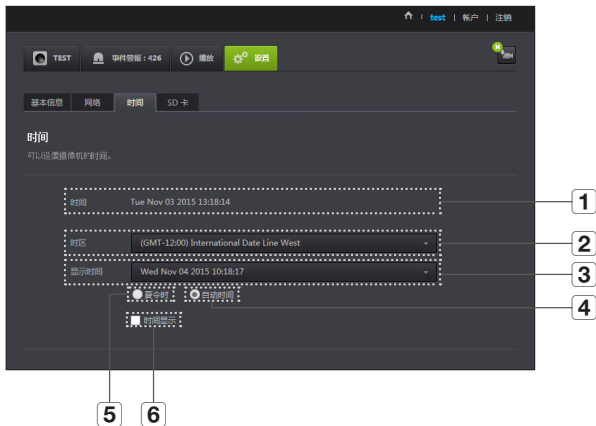 test | 帐户 | 注销
TEST 事件警报 : 426 播放 设置
N
基本信息 网络 时间 SD 卡
时间
可以设置摄像机的时间。
时间 Tue Nov 03 2015 13:18:14 1
时区 (GMT-12:00) International Date Line West 2
显示时间 Wed Nov 04 2015 10:18:17 3
夏令时 自动时间 4
时间显示
5 6